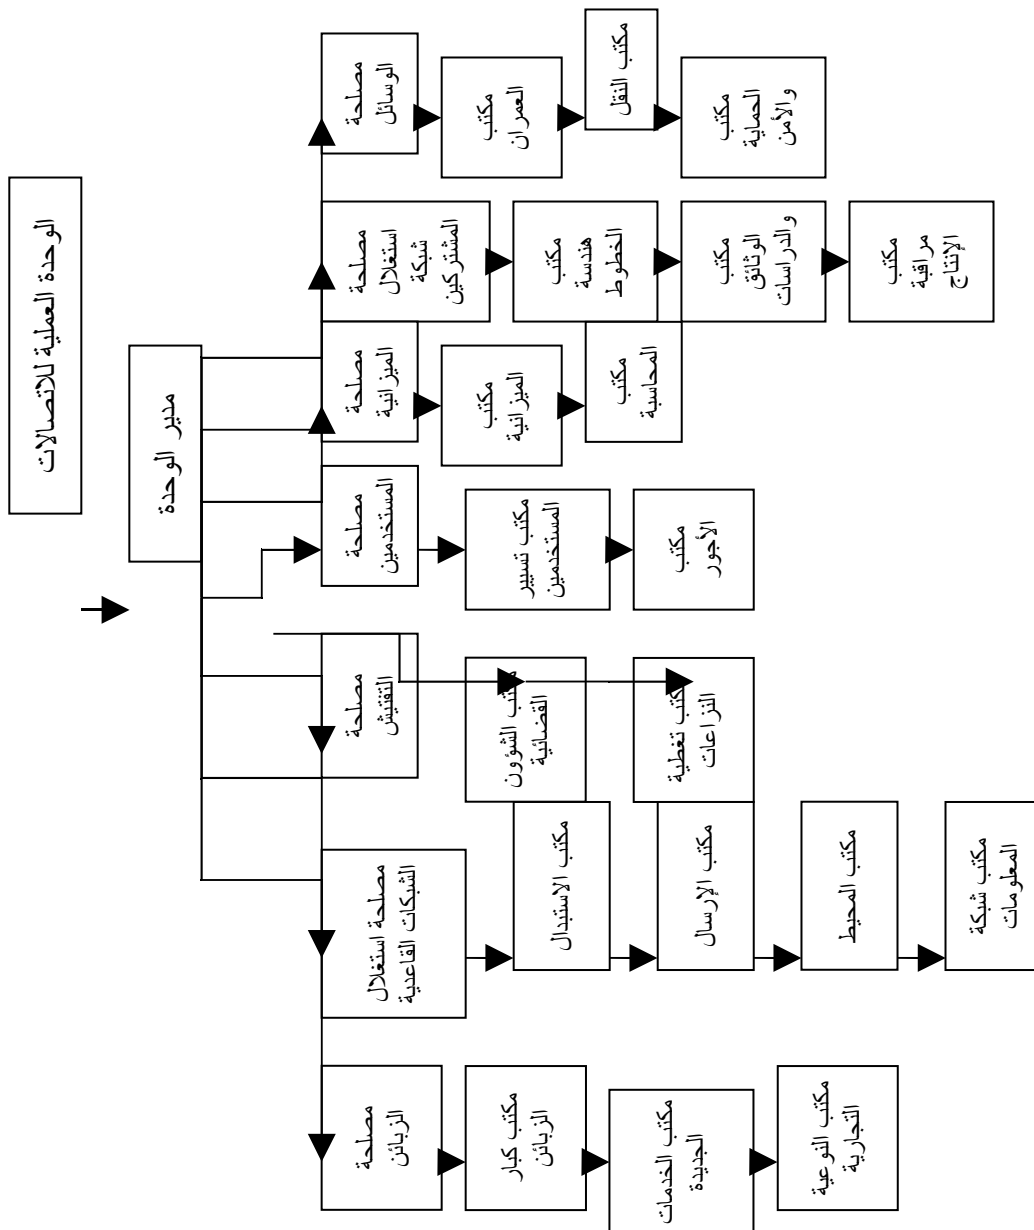 الوحدة العملية للاتصالات
مدير الوحدة
مصلحة
الوسائل
مكتب
العمران
مكتب النقل
مكتب
الحماية
والأمن
مصلحة
استغلال
شبكة
المشتركين
مكتب
هندسة
الخطوط
مكتب
الوثائق
والدراسات
مكتب
مراقبة
الإنتاج
مصلحة
الميزانية
مكتب
الميزانية
مكتب
المحاسبة
مصلحة
المستخدمين
مكتب تسيير
المستخدمين
مكتب
الأجور
مصلحة
التفتيش
مكتب الشؤون
القضائية
مكتب تغطية
النزاعات
مصلحة استغلال
الشبكات القاعدية
مكتب الاستبدال
مكتب الإرسال
مكتب المحيط
مكتب شبكة
المعلومات
مصلحة
الزبائن
مكتب كبار
الزبائن
مكتب الخدمات
الجديدة
مكتب النوعية
التجارية